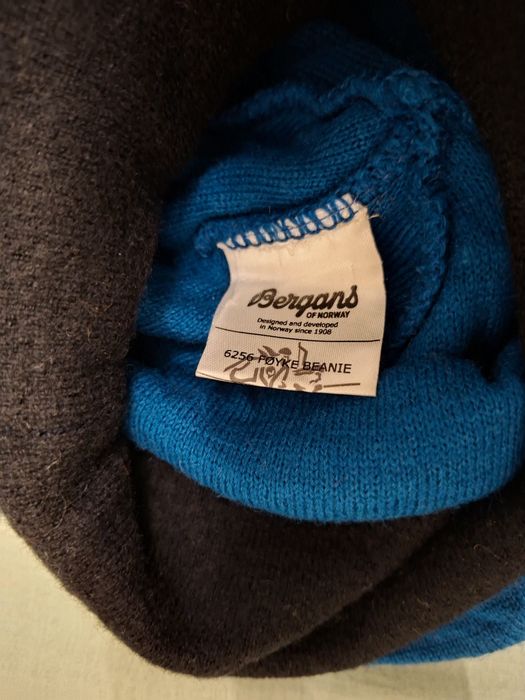 Bergans
OF NORWAY
Designed and developed
in Norway since 1908
6256 FØYKE BEANIE